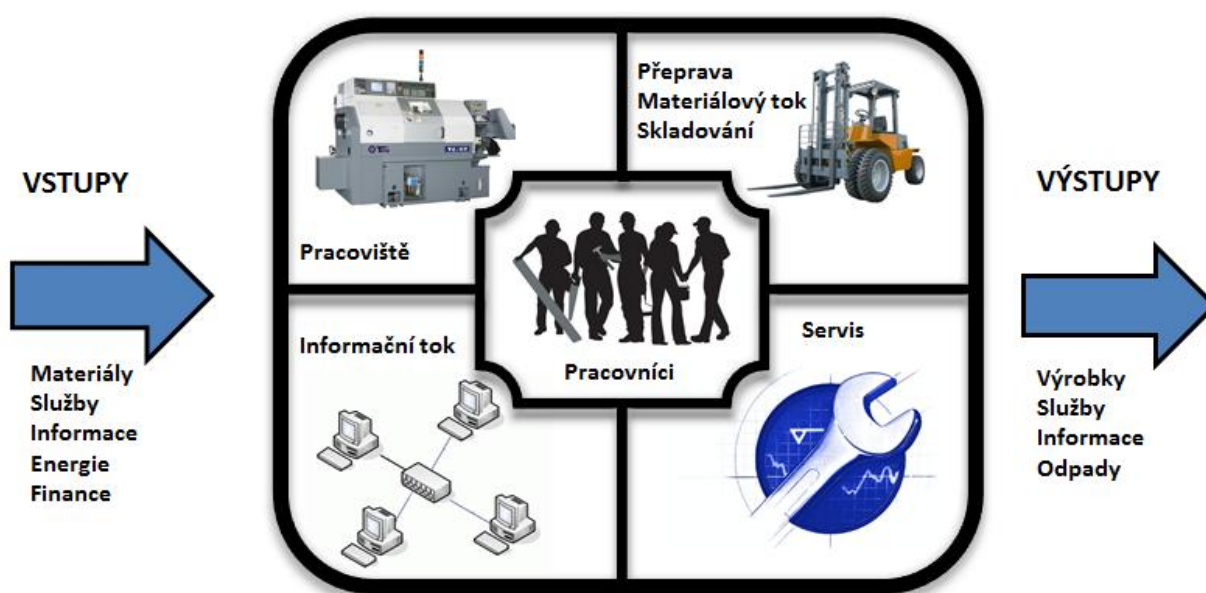 VSTUPY
Materiály
Služby
Informace
Energie
Finance
Pracoviště
Přeprava
Materiálový tok
Skladování
Pracovníci
Informační tok
Servis
VÝSTUPY
Výrobky
Služby
Informace
Odpady